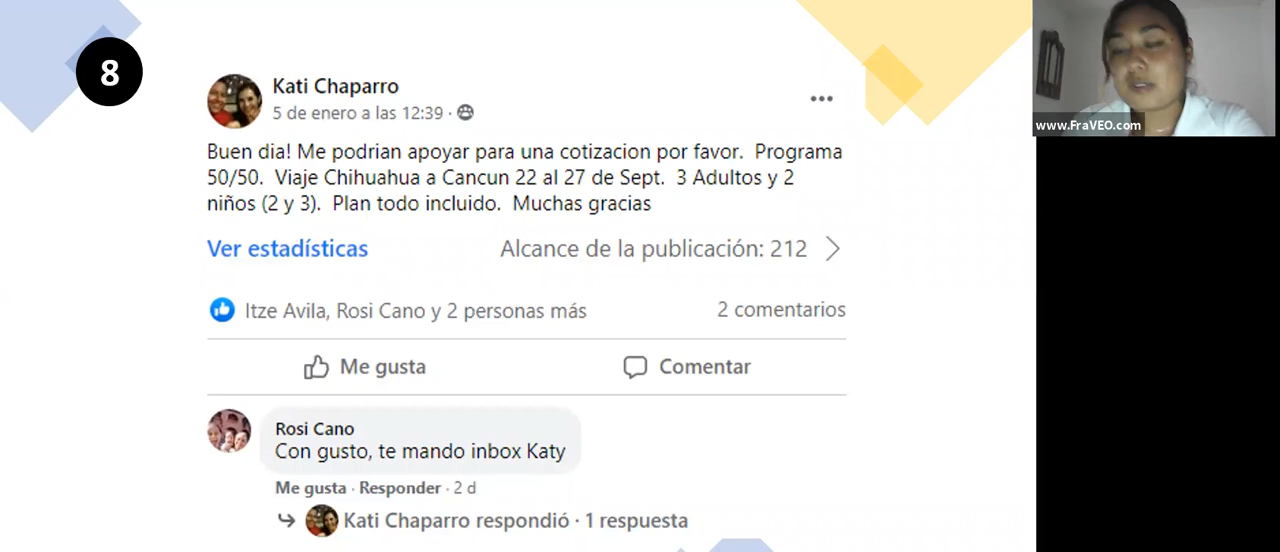 8
Kati Chaparro
5 de enero a las 12:39 ·
Buen dia! Me podrian apoyar para una cotizacion por favor. Programa
50/50. Viaje Chihuahua a Cancun 22 al 27 de Sept. 3 Adultos y 2
niños (2 y 3). Plan todo incluido. Muchas gracias
Ver estadísticas Alcance de la publicación: 212
Itze Avila, Rosi Cano y 2 personas más 2 comentarios
Me gusta Comentar
Rosi Cano
Con gusto, te mando inbox Katy
Me gusta · Responder · 2 d
Kati Chaparro respondió · 1 respuesta
www.FraVEO.com